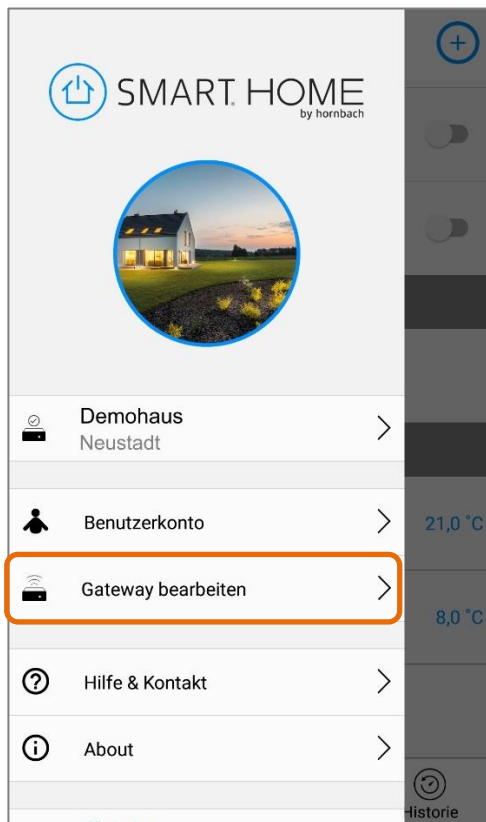 SMART HOME
by hornbach
Demohaus
Neustadt
Benutzerkonto
21,0 °C
Gateway bearbeiten
8,0 °C
Hilfe & Kontakt
About
Historie